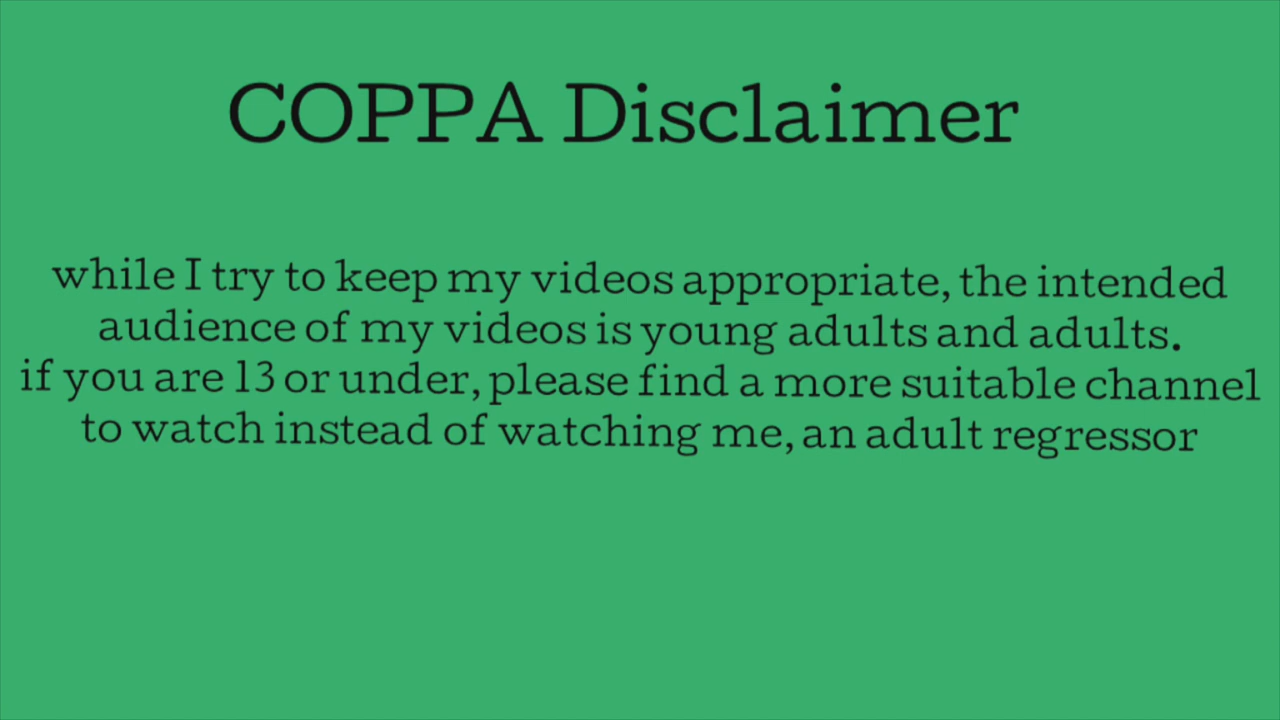 COPPA Disclaimer
while I try to keep my videos appropriate, the intended
audience of my videos is young adults and adults.
if you are 13 or under, please find a more suitable channel
to watch instead of watching me, an adult regressor